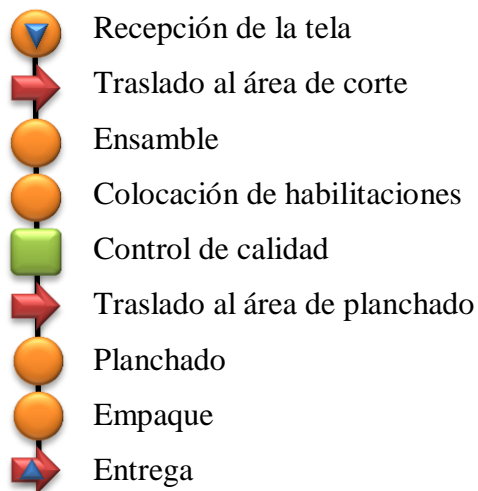 Recepción de la tela
Traslado al área de corte
Ensamble
Colocación de habilitaciones
Control de calidad
Traslado al área de planchado
Planchado
Empaque
Entrega